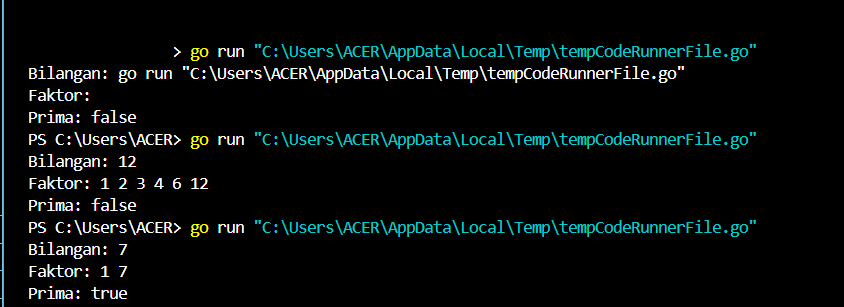 > go run "C:\Users\ACER\AppData\Local\Temp\tempCodeRunnerFile.go"
Bilangan: go run "C:\Users\ACER\AppData\Local\Temp\tempCodeRunnerFile.go"
Faktor:
Prima: false
PS C:\Users\ACER> go run "C:\Users\ACER\AppData\Local\Temp\tempCodeRunnerFile.go"
Bilangan: 12
Faktor: 1 2 3 4 6 12
Prima: false
PS C:\Users\ACER> go run "C:\Users\ACER\AppData\Local\Temp\tempCodeRunnerFile.go"
Bilangan: 7
Faktor: 1 7
Prima: true